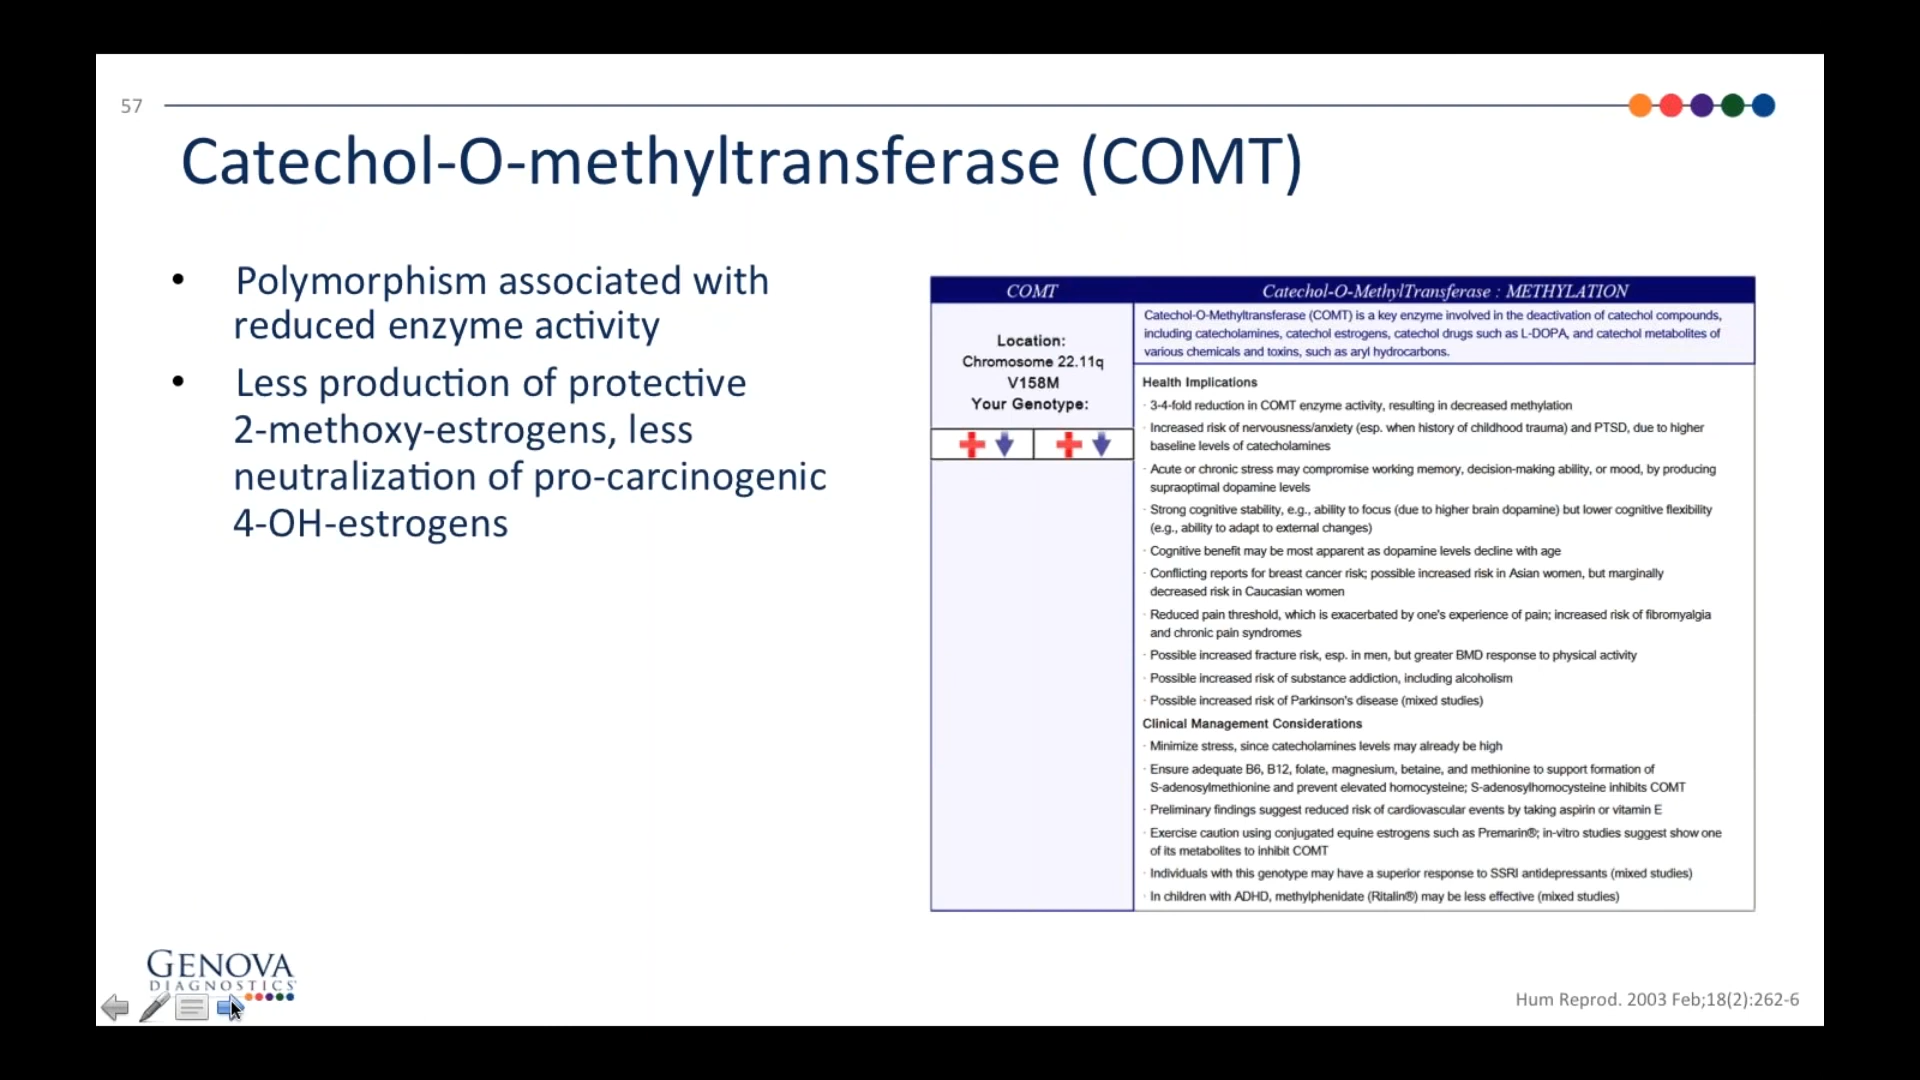 57
Catechol-O-methyltransferase (COMT)
• Polymorphism associated with
reduced enzyme activity
• Less production of protective
2-methoxy-estrogens, less
neutralization of pro-carcinogenic
4-OH-estrogens
COMT
Location:
Chromosome 22.11q
V158M
Your Genotype:
Catechol-O-MethylTransferase : METHYLATION
Catechol-O-Methyltransferase (COMT) is a key enzyme involved in the deactivation of catechol compounds,
including catecholamines, catechol estrogens, catechol drugs such as L-DOPA, and catechol metabolites of
various chemicals and toxins, such as aryl hydrocarbons.
Health Implications
· 3-4-fold reduction in COMT enzyme activity, resulting in decreased methylation
· Increased risk of nervousness/anxiety (esp. when history of childhood trauma) and PTSD, due to higher
baseline levels of catecholamines
· Acute or chronic stress may compromise working memory, decision-making ability, or mood, by producing
supraoptimal dopamine levels
· Strong cognitive stability, e.g., ability to focus (due to higher brain dopamine) but lower cognitive flexibility
(e.g., ability to adapt to external changes)
· Cognitive benefit may be most apparent as dopamine levels decline with age
· Conflicting reports for breast cancer risk; possible increased risk in Asian women, but marginally
decreased risk in Caucasian women
· Reduced pain threshold, which is exacerbated by one's experience of pain; increased risk of fibromyalgia
and chronic pain syndromes
· Possible increased fracture risk, esp. in men, but greater BMD response to physical activity
· Possible increased risk of substance addiction, including alcoholism
· Possible increased risk of Parkinson's disease (mixed studies)
Clinical Management Considerations
· Minimize stress, since catecholamines levels may already be high
· Ensure adequate B6, B12, folate, magnesium, betaine, and methionine to support formation of
S-adenosylmethionine and prevent elevated homocysteine; S-adenosylhomocysteine inhibits COMT
· Preliminary findings suggest reduced risk of cardiovascular events by taking aspirin or vitamin E
· Exercise caution using conjugated equine estrogens such as Premarin®; in-vitro studies suggest show one
of its metabolites to inhibit COMT
· Individuals with this genotype may have a superior response to SSRI antidepressants (mixed studies)
· In children with ADHD, methylphenidate (Ritalin®) may be less effective (mixed studies)
GENOVA
DIAGNOSTICS
Hum Reprod. 2003 Feb;18(2):262-6